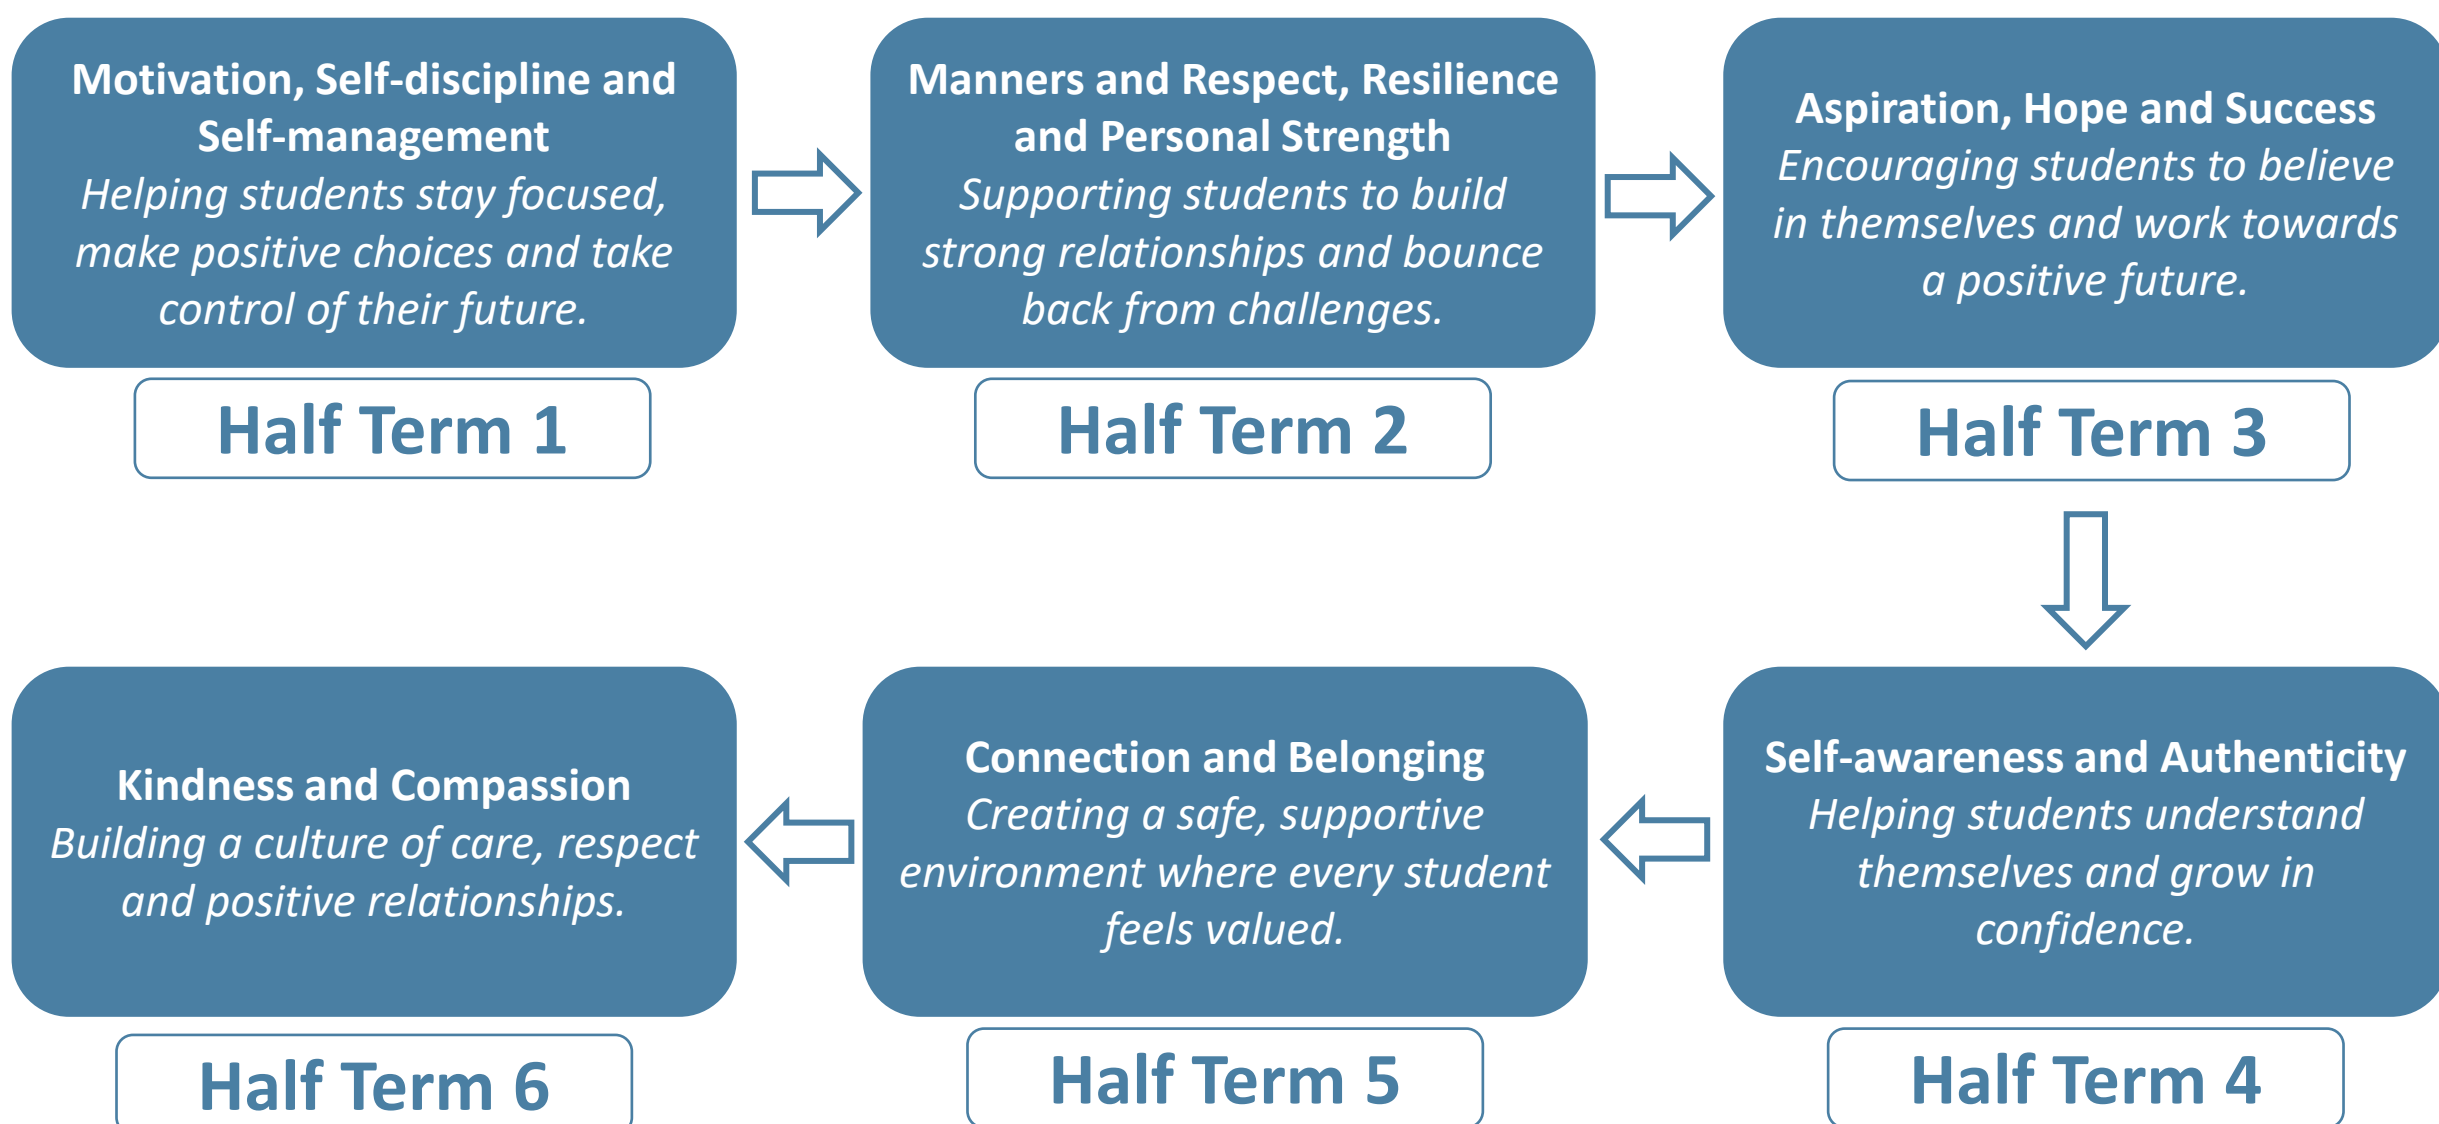 Motivation, Self-discipline and
Self-management
Helping students stay focused,
make positive choices and take
control of their future.
Half Term 1
Manners and Respect, Resilience
and Personal Strength
Supporting students to build
strong relationships and bounce
back from challenges.
Half Term 2
Aspiration, Hope and Success
Encouraging students to believe
in themselves and work towards
a positive future.
Half Term 3
Self-awareness and Authenticity
Helping students understand
themselves and grow in
confidence.
Half Term 4
Connection and Belonging
Creating a safe, supportive
environment where every student
feels valued.
Half Term 5
Kindness and Compassion
Building a culture of care, respect
and positive relationships.
Half Term 6